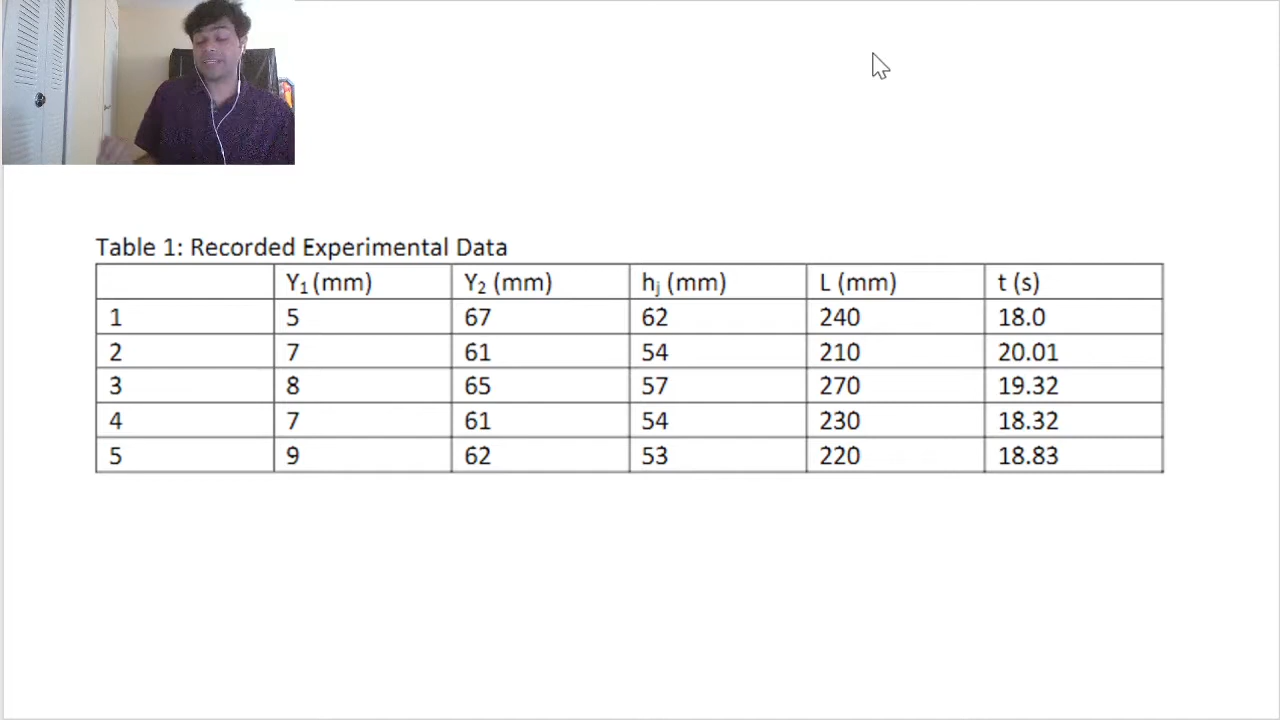 Table 1: Recorded Experimental Data
Y₁ (mm) Y₂ (mm) hⱼ (mm) L (mm) t (s)
1 5 67 62 240 18.0
2 7 61 54 210 20.01
3 8 65 57 270 19.32
4 7 61 54 230 18.32
5 9 62 53 220 18.83